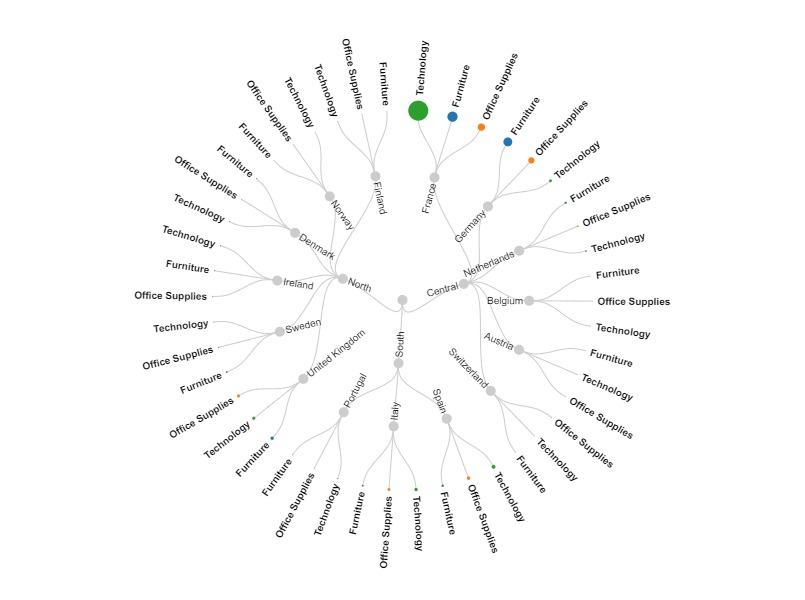 Central
France
Technology
Furniture
Office Supplies
Germany
Furniture
Office Supplies
Technology
Netherlands
Furniture
Office Supplies
Technology
Belgium
Furniture
Office Supplies
Technology
Austria
Furniture
Technology
Office Supplies
Switzerland
Office Supplies
Technology
Furniture
South
Spain
Technology
Office Supplies
Furniture
Italy
Technology
Office Supplies
Furniture
Portugal
Technology
Office Supplies
Furniture
North
United Kingdom
Furniture
Technology
Office Supplies
Sweden
Furniture
Office Supplies
Technology
Ireland
Office Supplies
Furniture
Technology
Denmark
Technology
Office Supplies
Furniture
Norway
Furniture
Office Supplies
Technology
Finland
Technology
Office Supplies
Furniture